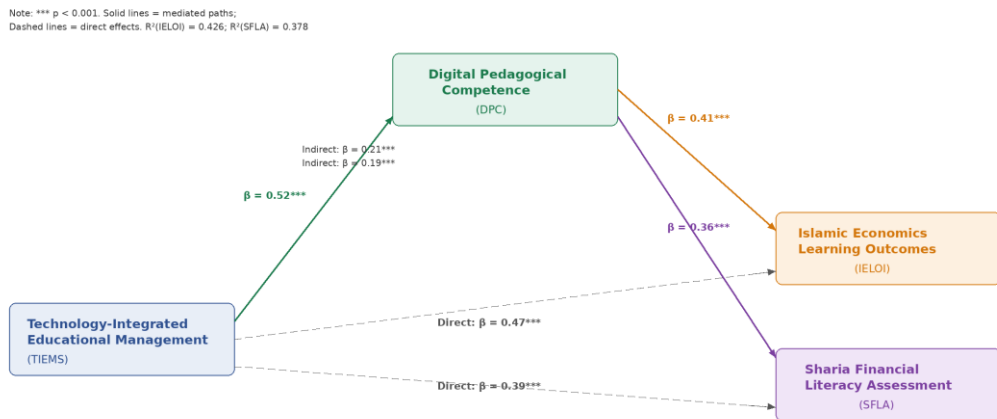 Note: *** p < 0.001. Solid lines = mediated paths;
Dashed lines = direct effects. R²(IELOI) = 0.426; R²(SFLA) = 0.378
Digital Pedagogical
Competence
(DPC)
β = 0.41***
Indirect: β = 0.21***
Indirect: β = 0.19***
β = 0.52***
β = 0.36***
Islamic Economics
Learning Outcomes
(IELOI)
Technology-Integrated
Educational Management
(TIEMS)
Direct: β = 0.47***
Direct: β = 0.39***
Sharia Financial
Literacy Assessment
(SFLA)